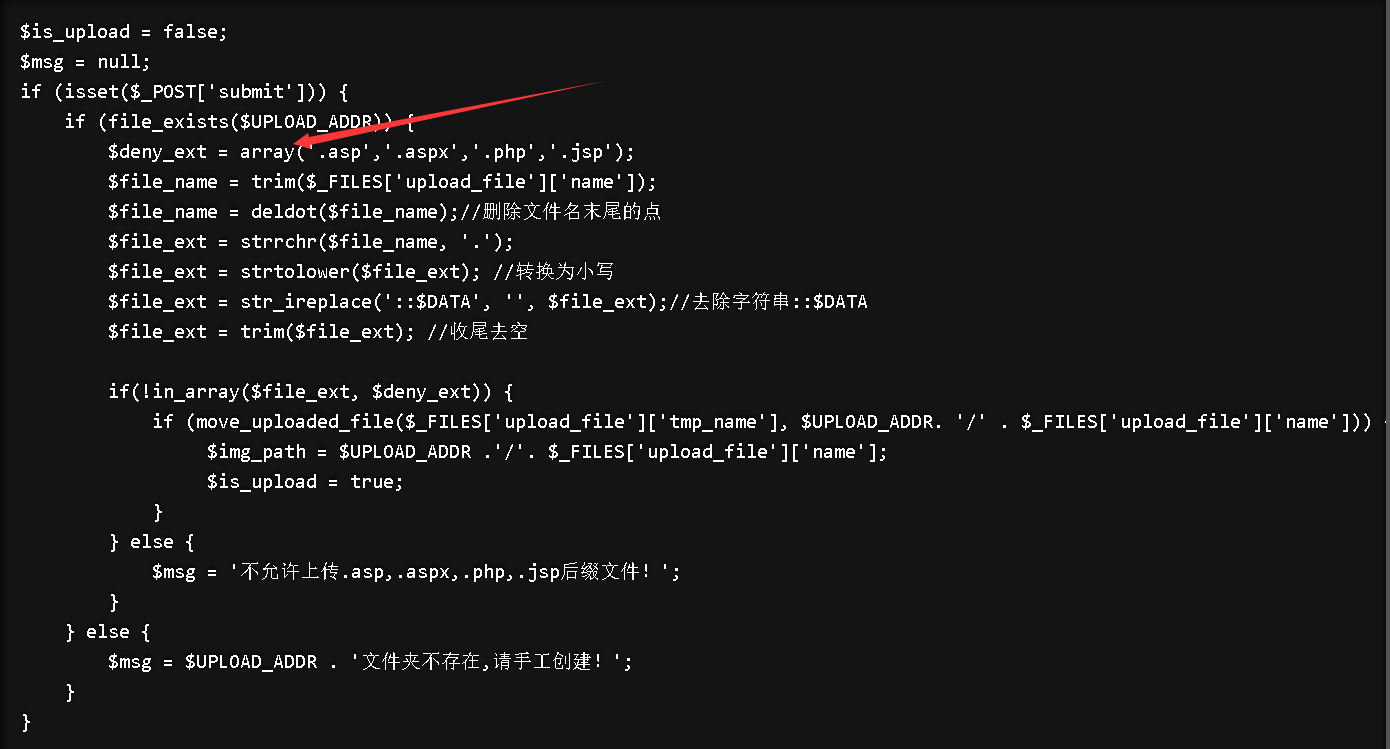 $is_upload = false;
$msg = null;
if (isset($_POST['submit'])) {
    if (file_exists($UPLOAD_ADDR)) {
        $deny_ext = array('.asp','.aspx','.php','.jsp');
        $file_name = trim($_FILES['upload_file']['name']);
        $file_name = deldot($file_name);//删除文件名末尾的点
        $file_ext = strrchr($file_name, '.');
        $file_ext = strtolower($file_ext); //转换为小写
        $file_ext = str_ireplace('::$DATA', '', $file_ext);//去除字符串::$DATA
        $file_ext = trim($file_ext); //收尾去空

        if(!in_array($file_ext, $deny_ext)) {
            if (move_uploaded_file($_FILES['upload_file']['tmp_name'], $UPLOAD_ADDR. '/' . $_FILES['upload_file']['name']))
                $img_path = $UPLOAD_ADDR .'/'. $_FILES['upload_file']['name'];
                $is_upload = true;
            }
        } else {
            $msg = '不允许上传.asp,.aspx,.php,.jsp后缀文件！';
        }
    } else {
        $msg = $UPLOAD_ADDR . '文件夹不存在,请手工创建！';
    }
}